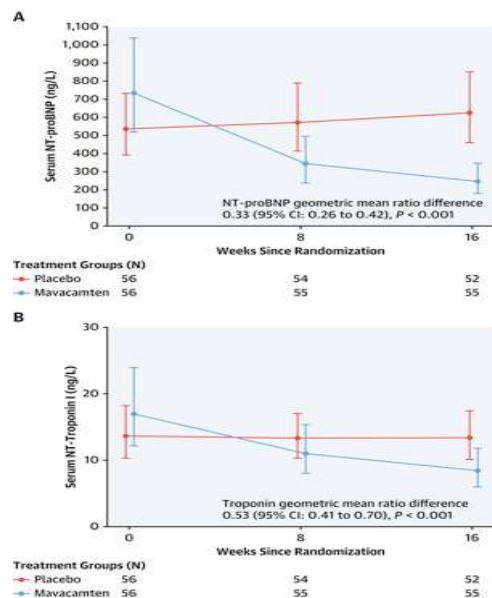 A
1,100
1,000
900
800
700
600
500
400
300
200
100
0
Serum NT-proBNP (ng/L)
NT-proBNP geometric mean ratio difference
0.33 (95% CI: 0.26 to 0.42), P < 0.001
0 8 16
Weeks Since Randomization
Treatment Groups (N)
Placebo 56 54 52
Mavacamten 56 55 55
B
30
20
10
0
Serum NT-Troponin I (ng/L)
Troponin geometric mean ratio difference
0.53 (95% CI: 0.41 to 0.70), P < 0.001
0 8 16
Weeks Since Randomization
Treatment Groups (N)
Placebo 56 54 52
Mavacamten 56 55 55